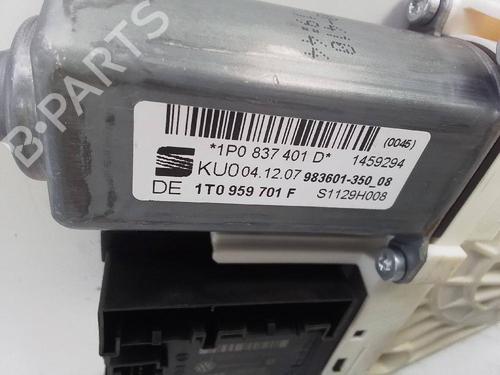 B-PARTS
(0045)
*1P0 837 401 D*
1459294
KU0 04.12.07 983601-350_08
DE 1T0 959 701 F
S1129H008